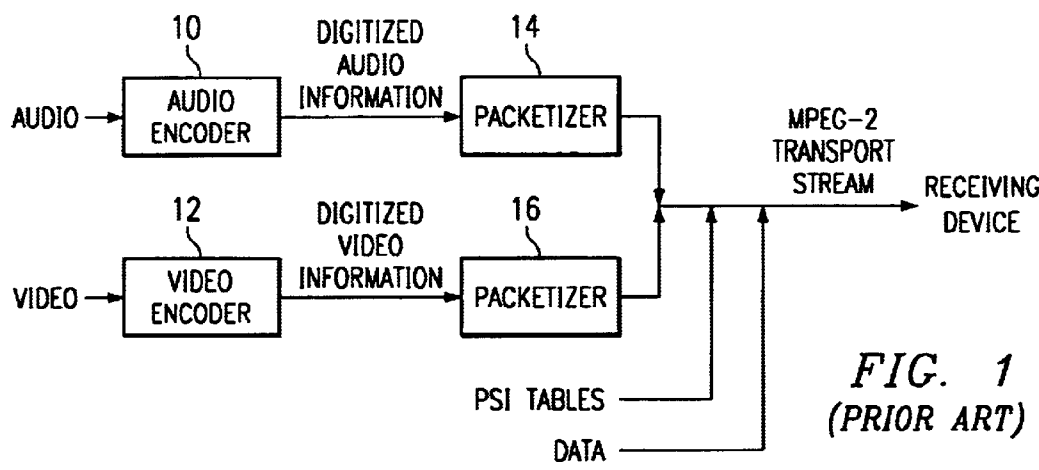 10
DIGITIZED
AUDIO
INFORMATION
14
AUDIO
AUDIO
ENCODER
PACKETIZER
MPEG-2
TRANSPORT
STREAM
RECEIVING
DEVICE
12
DIGITIZED
VIDEO
INFORMATION
16
VIDEO
VIDEO
ENCODER
PACKETIZER
PSI TABLES
DATA
FIG. 1
(PRIOR ART)